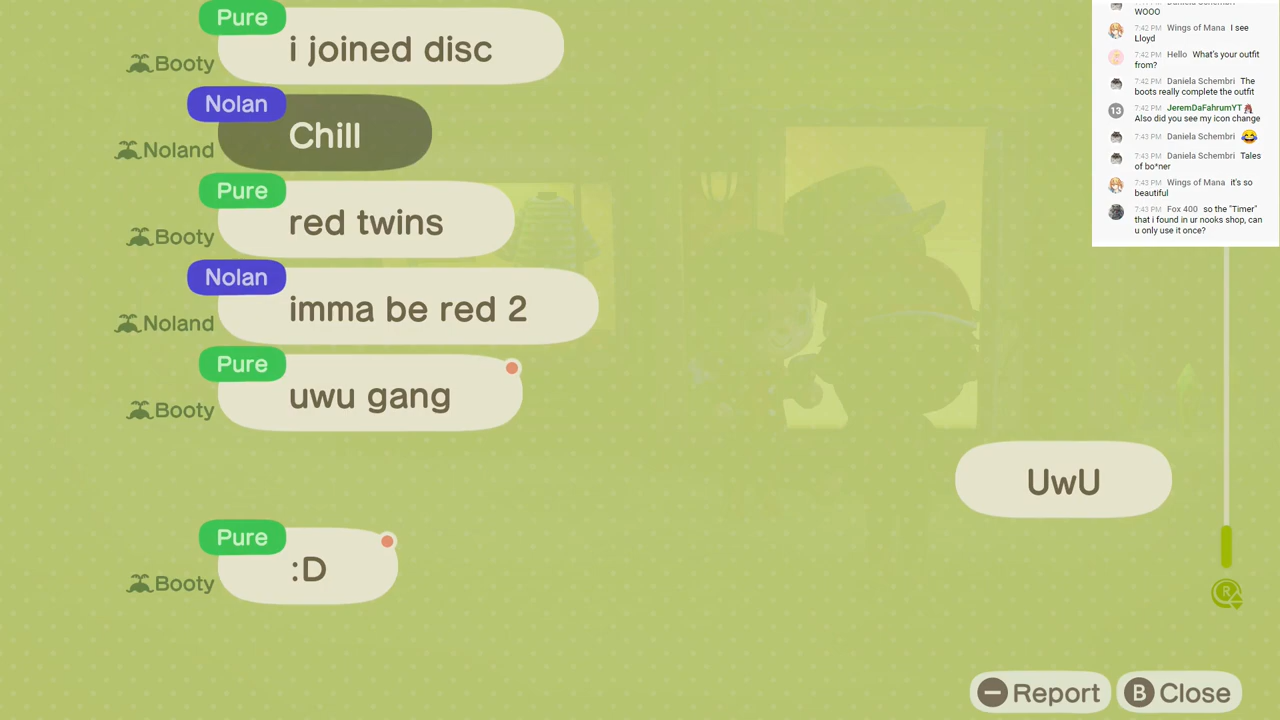 Pure
i joined disc
Booty
Nolan
Chill
Noland
Pure
red twins
Booty
Nolan
imma be red 2
Noland
Pure
uwu gang
Booty
UwU
Pure
:D
Booty
R
Report
B Close
WOOO
7:42 PM Wings of Mana I see
Lloyd
7:42 PM Hello What's your outfit
from?
7:42 PM Daniela Schembri The
boots really complete the outfit
13 7:42 PM JeremDaFahrumYT
Also did you see my icon change
7:43 PM Daniela Schembri 😂
7:43 PM Daniela Schembri Tales
of bo*ner
7:43 PM Wings of Mana it's so
beautiful
7:43 PM Fox 400 so the "Timer"
that i found in ur nooks shop, can
u only use it once?